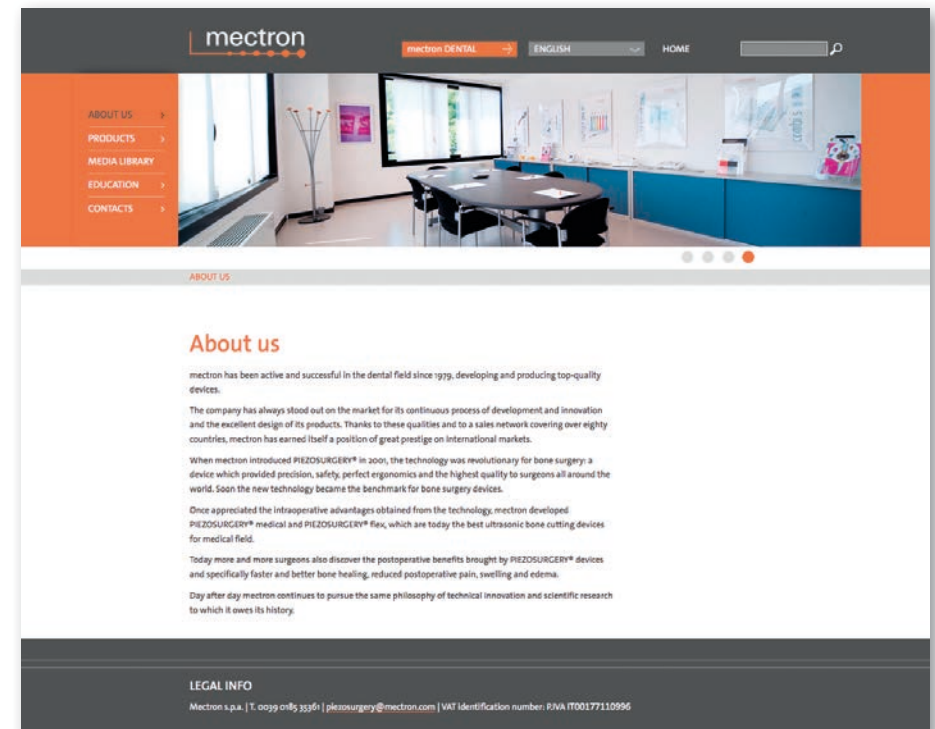 mectron
mectron DENTAL
ENGLISH
HOME
ABOUT US
PRODUCTS
MEDIA LIBRARY
EDUCATION
CONTACTS
ABOUT US
About us
mectron has been active and successful in the dental field since 1979, developing and producing top-quality
devices.
The company has always stood out on the market for its continuous process of development and innovation
and the excellent design of its products. Thanks to these qualities and to a sales network covering over eighty
countries, mectron has earned itself a position of great prestige on international markets.
When mectron introduced PIEZOSURGERY® in 2001, the technology was revolutionary for bone surgery: a
device which provided precision, safety, perfect ergonomics and the highest quality to surgeons all around the
world. Soon the new technology became the benchmark for bone surgery devices.
Once appreciated the intraoperative advantages obtained from the technology, mectron developed
PIEZOSURGERY® medical and PIEZOSURGERY® flex, which are today the best ultrasonic bone cutting devices
for medical field.
Today more and more surgeons also discover the postoperative benefits brought by PIEZOSURGERY® devices
and specifically faster and better bone healing, reduced postoperative pain, swelling and edema.
Day after day mectron continues to pursue the same philosophy of technical innovation and scientific research
to which it owes its history.
LEGAL INFO
Mectron s.p.a. | T. 0039 0185 35361 | piezosurgery@mectron.com | VAT identification number: P.IVA IT00177110996